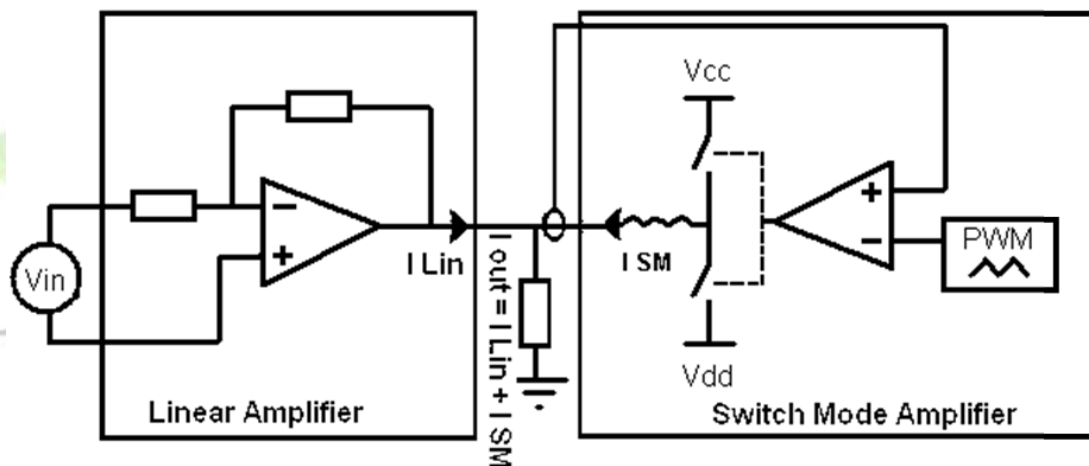 Vin
−
+
I Lin
Linear Amplifier
I out = I Lin + I SM
Vcc
I SM
Vdd
+
−
PWM
Switch Mode Amplifier